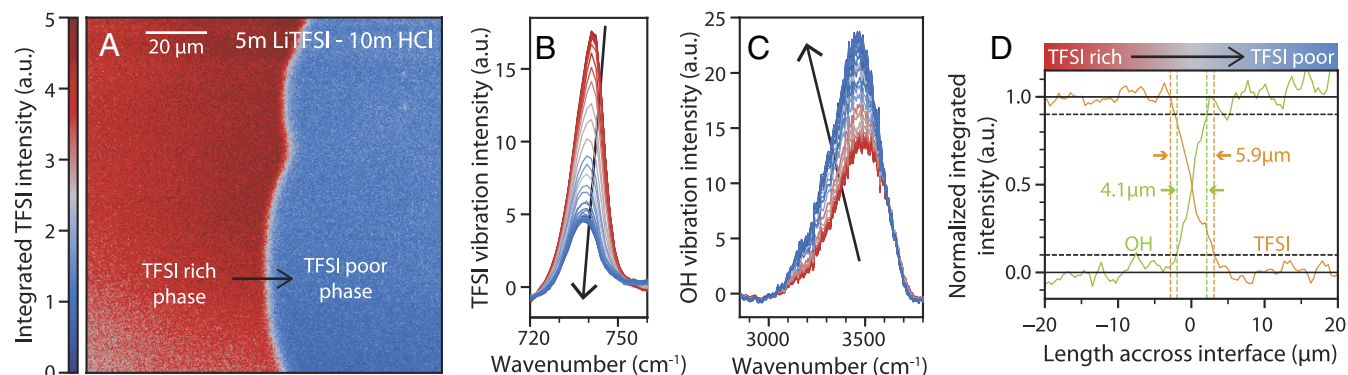 A
20 μm
5m LiTFSI - 10m HCl
Integrated TFSI intensity (a.u.)
5
4
3
2
1
0
TFSI rich
phase
TFSI poor
phase
B
TFSI vibration intensity (a.u.)
15
10
5
0
720
750
Wavenumber (cm⁻¹)
C
OH vibration intensity (a.u.)
25
20
15
10
5
0
3000
3500
Wavenumber (cm⁻¹)
D
TFSI rich
TFSI poor
Normalized integrated
intensity (a.u.)
1.0
0.5
0.0
5.9μm
4.1μm
OH
TFSI
−20
−10
0
10
20
Length accross interface (μm)